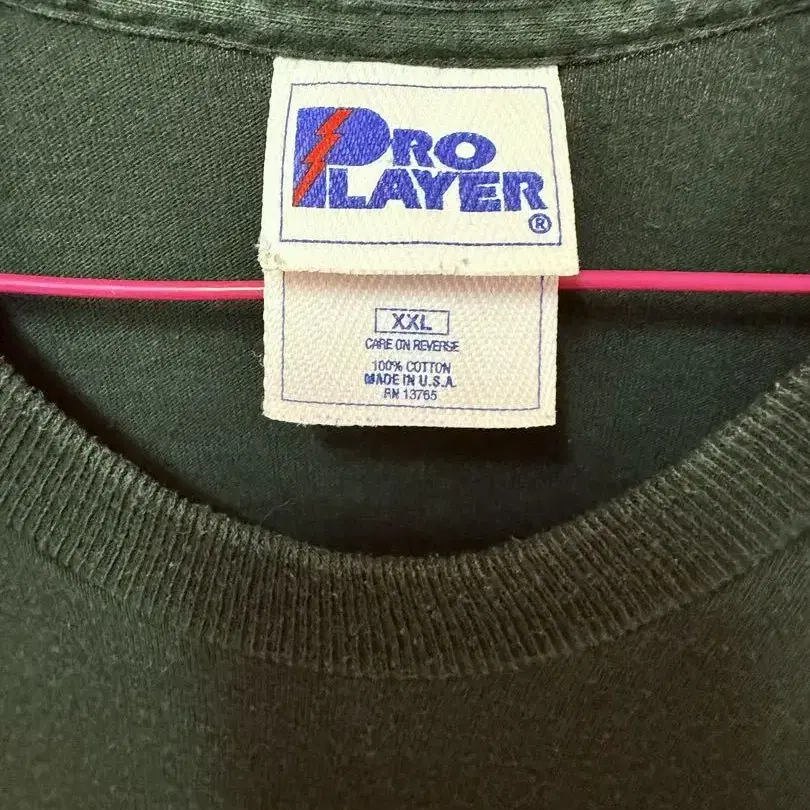 PRO
PLAYER
®
XXL
CARE ON REVERSE
100% COTTON
MADE IN U.S.A.
RN 13765